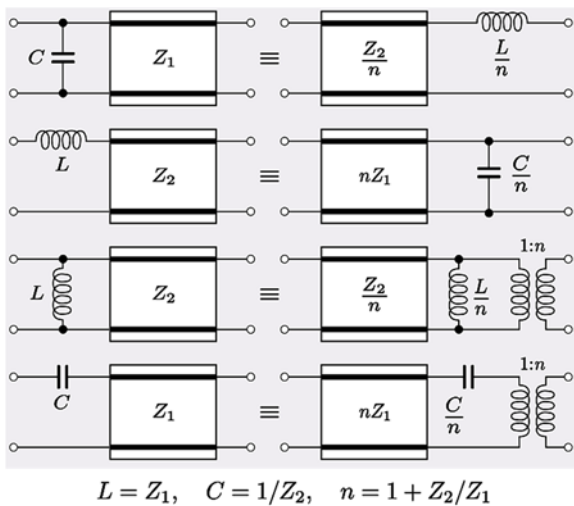 C Z₁ ≡ Z₂/n L/n
L Z₂ ≡ nZ₁ C/n
L Z₂ ≡ Z₂/n L/n 1:n
C Z₁ ≡ nZ₁ C/n 1:n
L = Z₁, C = 1/Z₂, n = 1 + Z₂/Z₁